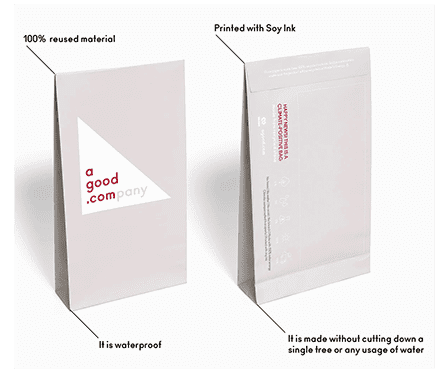 100% reused material
Printed with Soy Ink
a
good
.company
HAPPY NEWS! THIS IS A
CLIMATE-POSITIVE BAG
It is waterproof
It is made without cutting down a
single tree or any usage of water